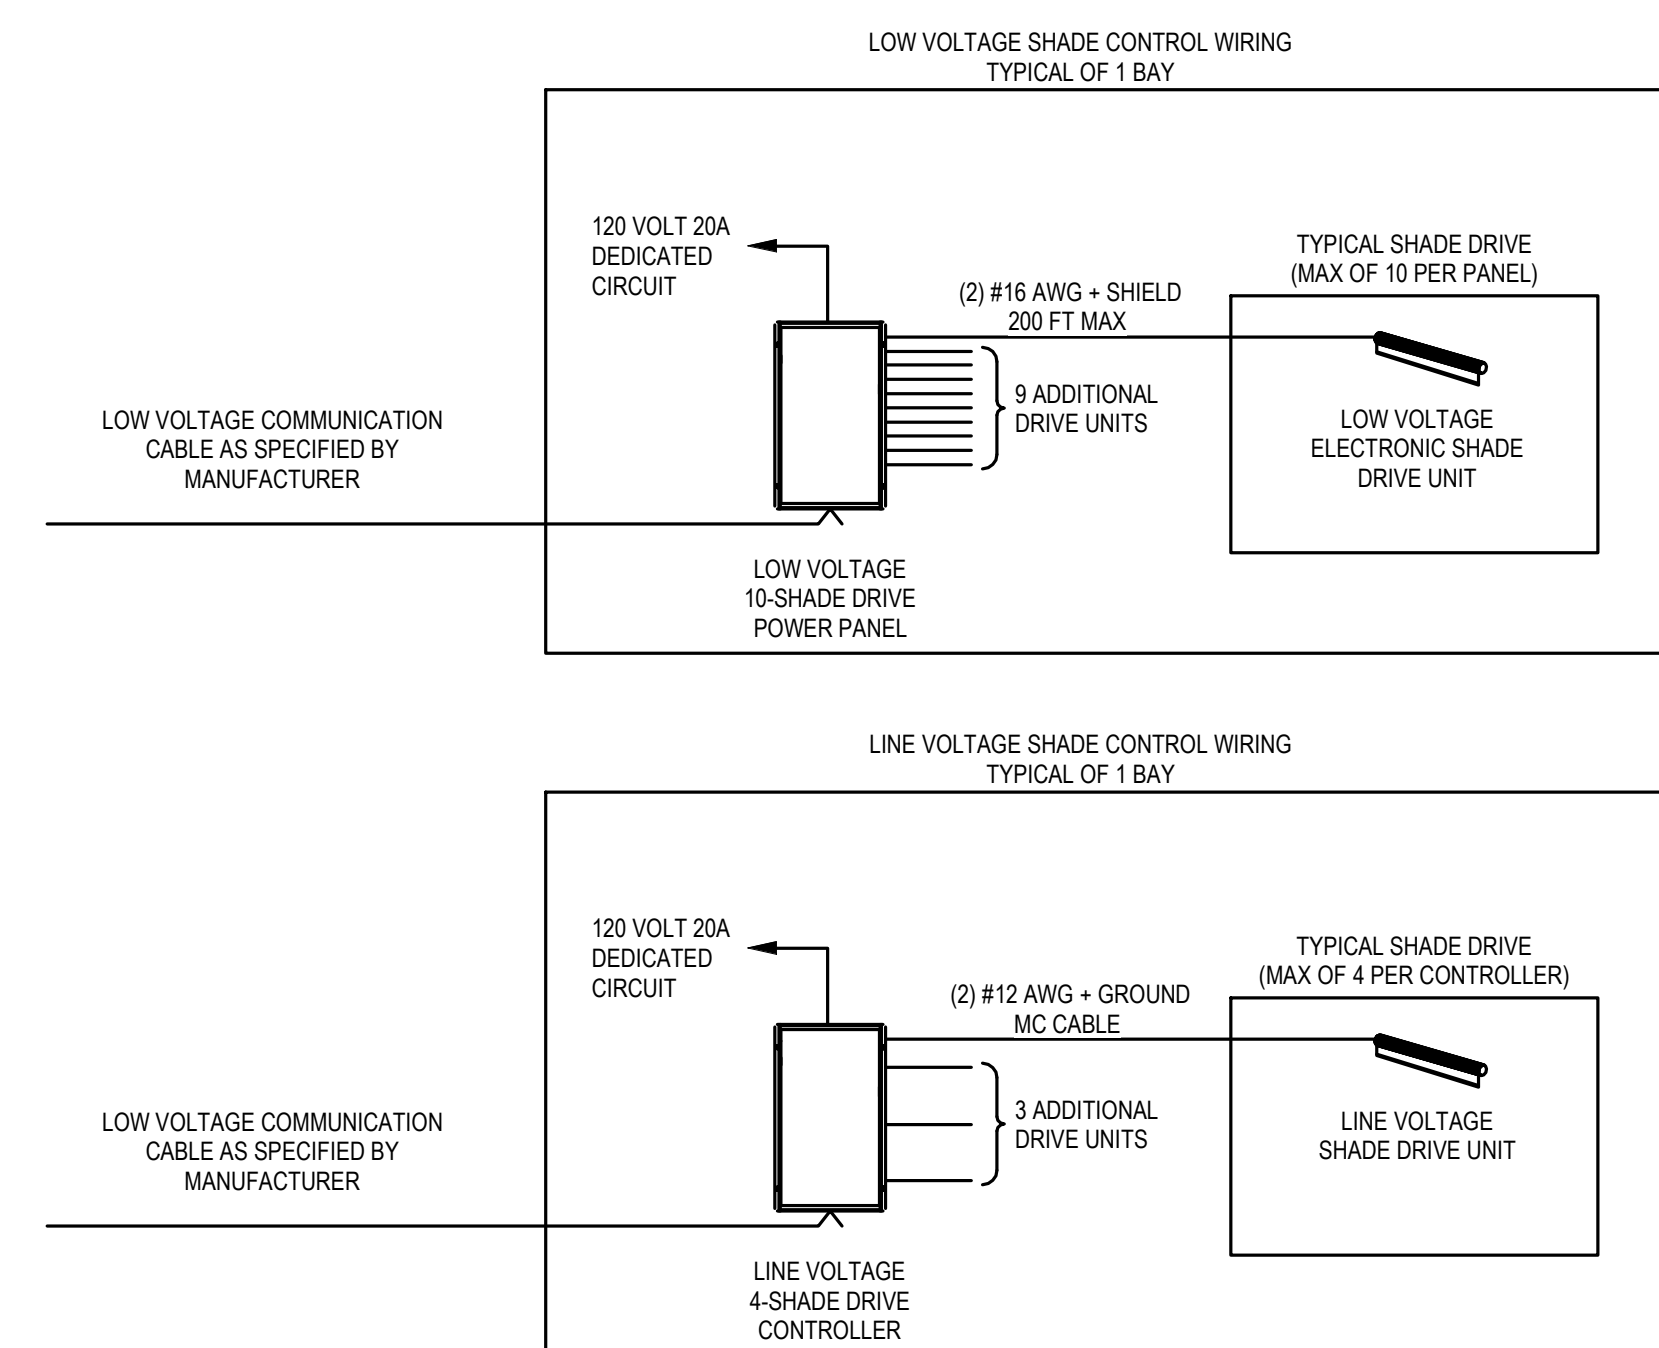 LOW VOLTAGE SHADE CONTROL WIRING
TYPICAL OF 1 BAY
120 VOLT 20A
DEDICATED
CIRCUIT
(2) #16 AWG + SHIELD
200 FT MAX
TYPICAL SHADE DRIVE
(MAX OF 10 PER PANEL)
9 ADDITIONAL
DRIVE UNITS
LOW VOLTAGE
ELECTRONIC SHADE
DRIVE UNIT
LOW VOLTAGE COMMUNICATION
CABLE AS SPECIFIED BY
MANUFACTURER
LOW VOLTAGE
10-SHADE DRIVE
POWER PANEL
LINE VOLTAGE SHADE CONTROL WIRING
TYPICAL OF 1 BAY
120 VOLT 20A
DEDICATED
CIRCUIT
(2) #12 AWG + GROUND
MC CABLE
TYPICAL SHADE DRIVE
(MAX OF 4 PER CONTROLLER)
3 ADDITIONAL
DRIVE UNITS
LINE VOLTAGE
SHADE DRIVE UNIT
LOW VOLTAGE COMMUNICATION
CABLE AS SPECIFIED BY
MANUFACTURER
LINE VOLTAGE
4-SHADE DRIVE
CONTROLLER